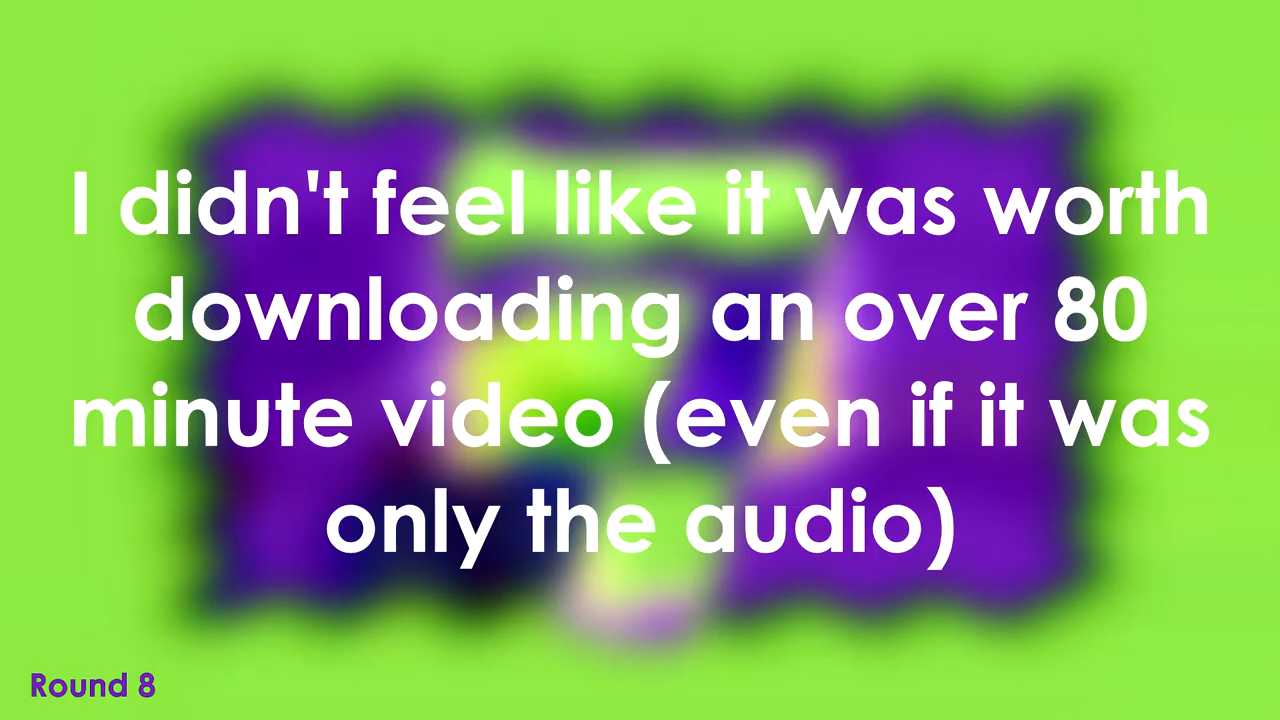 I didn't feel like it was worth
downloading an over 80
minute video (even if it was
only the audio)
Round 8